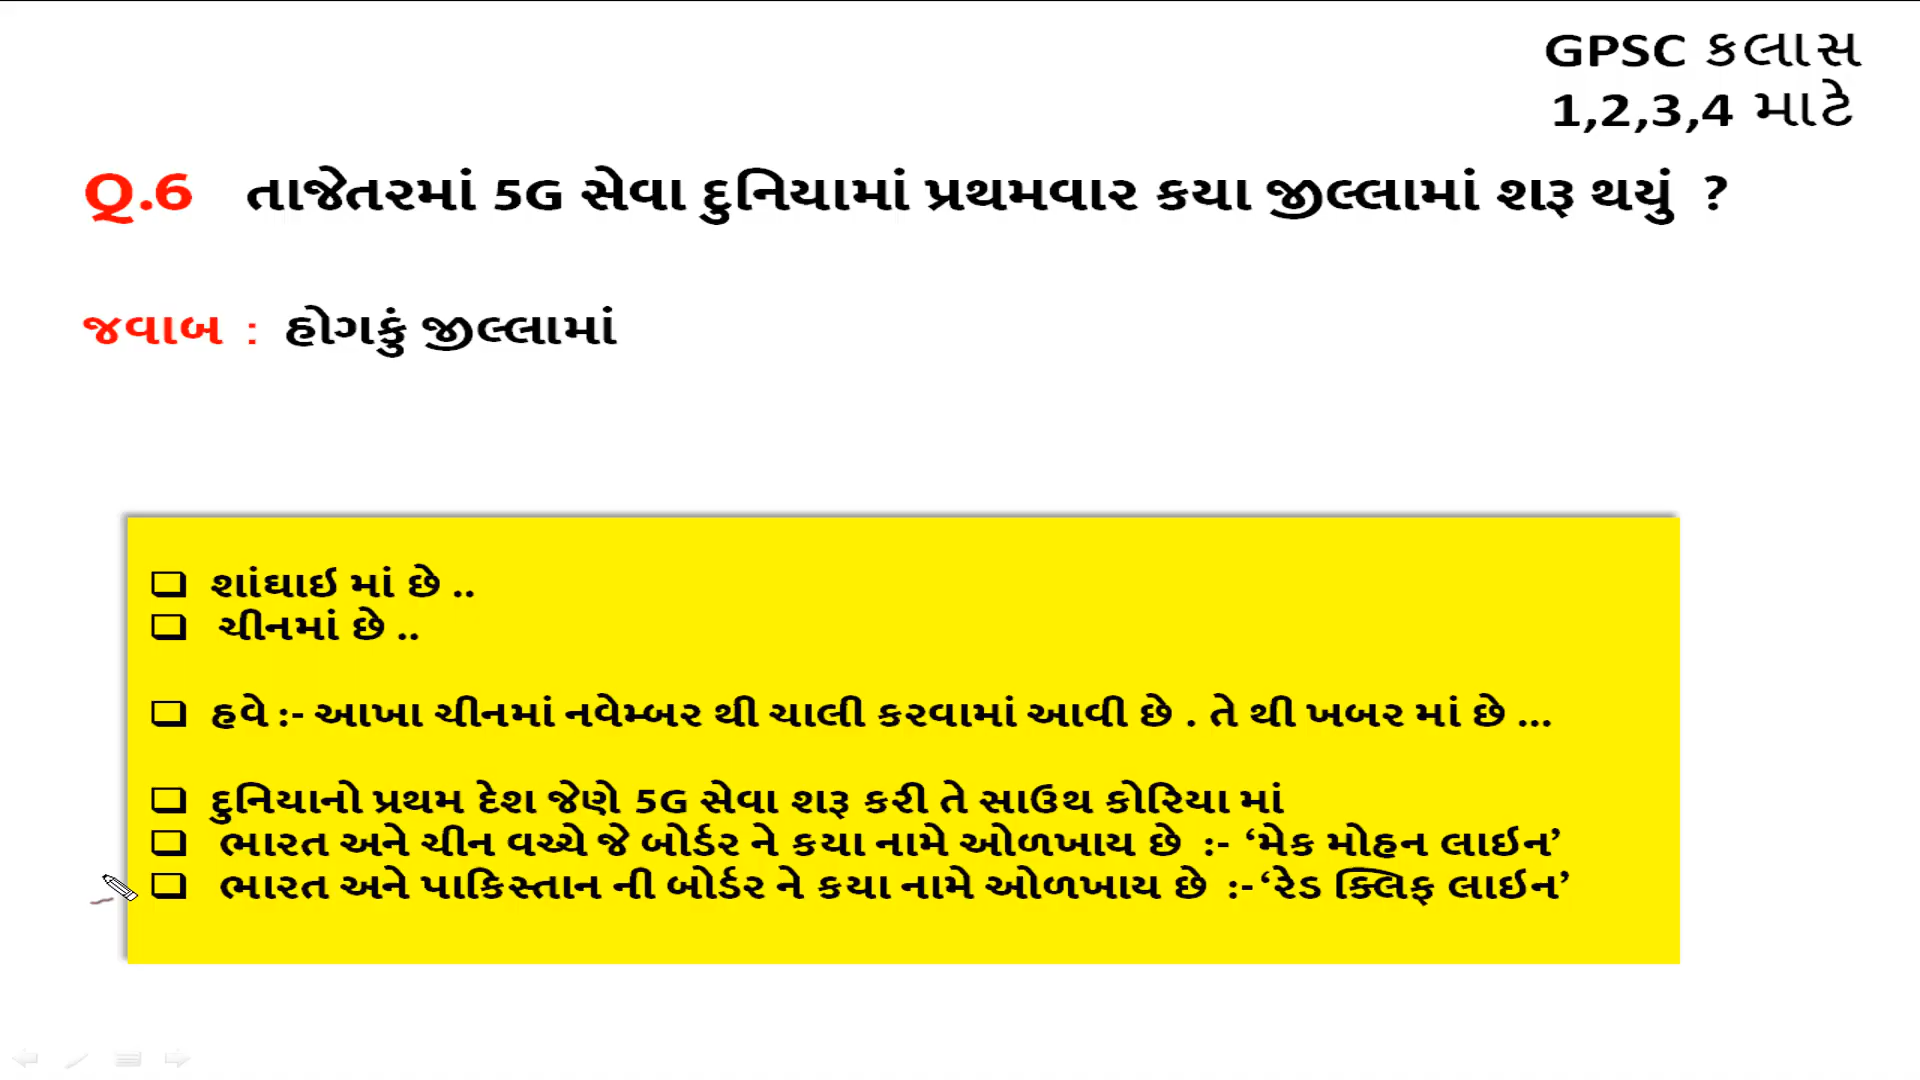 GPSC કલાસ
1,2,3,4 માટે
Q.6 તાજેતરમાં 5G સેવા દુનિયામાં પ્રથમવાર કયા જીલ્લામાં શરૂ થયું ?
જવાબ : હોગકું જીલ્લામાં
❑ શાંઘાઇ માં છે ..
❑ ચીનમાં છે ..
❑ હવે :- આખા ચીનમાં નવેમ્બર થી ચાલી કરવામાં આવી છે . તે થી ખબર માં છે ...
❑ દુનિયાનો પ્રથમ દેશ જેણે 5G સેવા શરૂ કરી તે સાઉથ કોરિયા માં
❑ ભારત અને ચીન વચ્ચે જે બોર્ડર ને કયા નામે ઓળખાય છે :- ‘મેક મોહન લાઇન’
❑ ભારત અને પાકિસ્તાન ની બોર્ડર ને કયા નામે ઓળખાય છે :-‘રેડ ક્લિફ લાઇન’